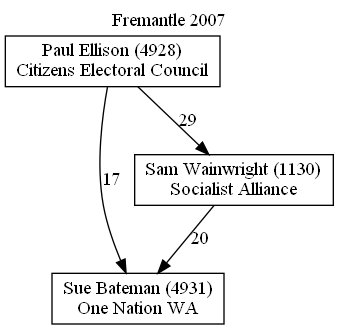 Fremantle 2007
Paul Ellison (4928)
Citizens Electoral Council
29
Sam Wainwright (1130)
Socialist Alliance
17
20
Sue Bateman (4931)
One Nation WA